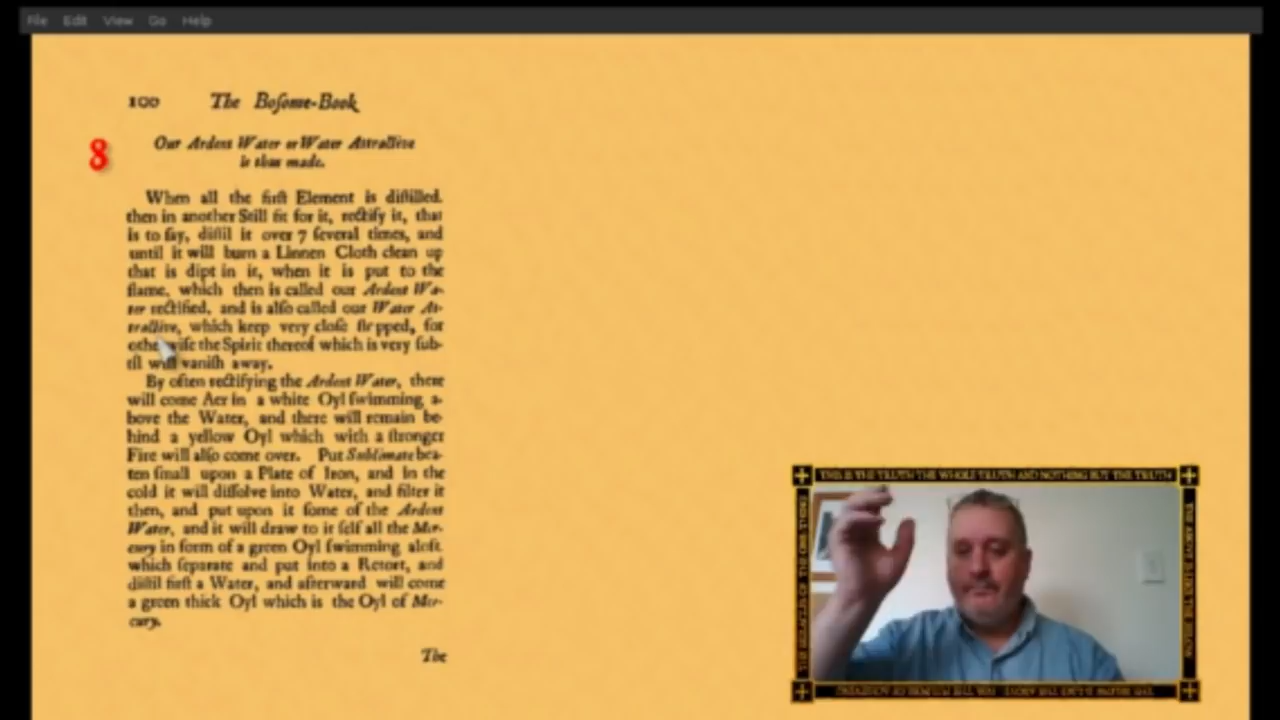 File Edit View Go Help
100 The Boſome-Book
8
Our Ardent Water or Water Attractive
is thus made.
When all the firſt Element is diſtilled,
then in another Still fit for it, rectify it, that
is to ſay, diſtil it over 7 ſeveral times, and
until it will burn a Linnen Cloth clean up
that is dipt in it, when it is put to the
flame, which then is called our Ardent Wa-
ter rectified, and is alſo called our Water At-
tractive, which keep very cloſe ſtopped, for
otherwiſe the Spirit thereof which is very ſub-
til will vaniſh away.
By often rectifying the Ardent Water, there
will come Aer in a white Oyl ſwimming a-
bove the Water, and there will remain be-
hind a yellow Oyl which with a ſtronger
Fire will alſo come over. Put Sublimate bea-
ten ſmall upon a Plate of Iron, and in the
cold it will diſſolve into Water, and filter it
then, and put upon it ſome of the Ardent
Water, and it will draw to it ſelf all the Mer-
cury in form of a green Oyl ſwimming aloft
which ſeparate and put into a Retort, and
diſtil firſt a Water, and afterward will come
a green thick Oyl which is the Oyl of Mer-
cury.
The
THIS IS THE TRUTH THE WHOLE TRUTH AND NOTHING BUT THE TRUTH